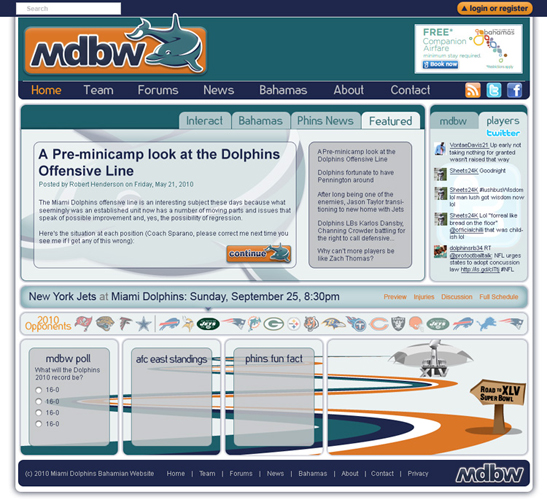 Search
login or register
mdbw
FREE*
Companion
Airfare
minimum stay required.
Book now
bahamas
Home Team Forums News Bahamas About Contact
Interact Bahamas Phins News Featured
mdbw players
twitter
A Pre-minicamp look at the Dolphins
Offensive Line
Posted by Robert Henderson on Friday, May 21, 2010
The Miami Dolphins offensive line is an interesting subject these days because what
seemingly was an established unit now has a number of moving parts and issues that
speak of possible improvement and, yes, the possibility of regression.
Here's the situation at each position (Coach Sparano, please correct me next time you
see me if I get any of this wrong):
continue
A Pre-minicamp look at the
Dolphins Offensive Line
Dolphins fortunate to have
Pennington around
After long being one of the
enemies, Jason Taylor transi-
tioning to new home with Jets
Dolphins LBs Karlos Dansby,
Channing Crowder battling for
the right to call defensive...
Why can't more players be
like Zach Thomas?
VontaeDavis21 Up early not
taking nothing for granted
wasn't raised that way
Sheets24K Goodnight
Sheets24K #lushbudWisdom
lol man lush got wisdom now
lol
Sheets24K Lol "forreal like
bread on the floor"
@officialchilli that was child-
ich lol
dolphinsrb34 RT
@profootballtalk: NFL urges
states to adopt concussion
law #NFL
New York Jets at Miami Dolphins: Sunday, September 25, 8:30pm
Preview Injuries Discussion Full Schedule
2010
Opponents
mdbw poll
What will the Dolphins
2010 record be?
16-0
16-0
16-0
16-0
afc east standings
phins fun fact
Road to XLV
Super Bowl
(c) 2010 Miami Dolphins Bahamian Website Home | Team | Forums | News | Bahamas | About | Contact | Privacy
mdbw